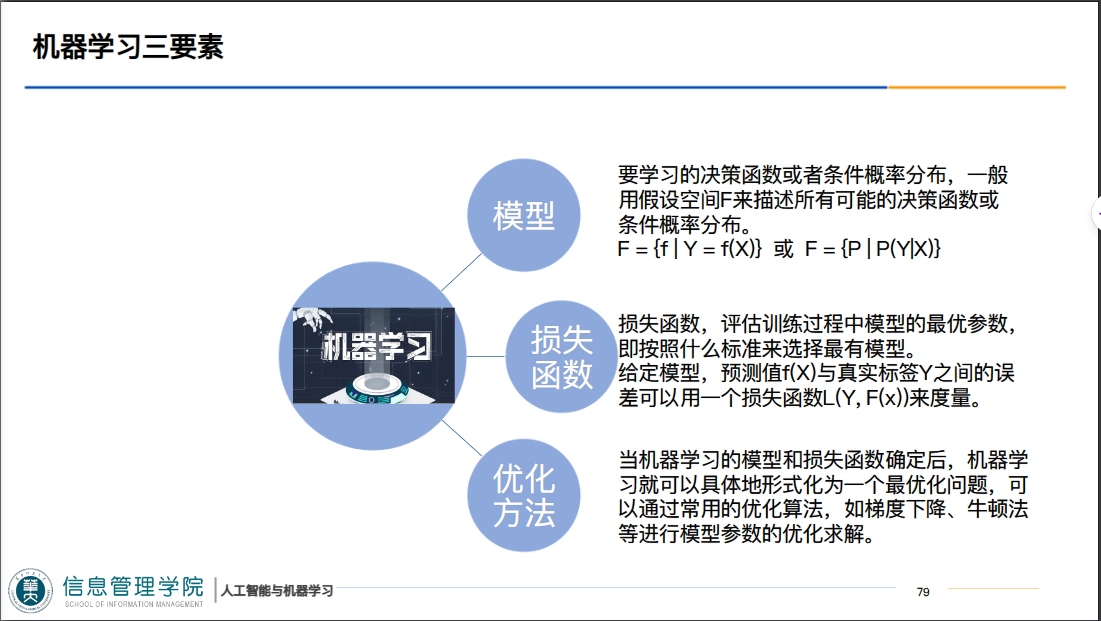 机器学习三要素
模型
要学习的决策函数或者条件概率分布，一般
用假设空间F来描述所有可能的决策函数或
条件概率分布。
F = {f | Y = f(X)} 或 F = {P | P(Y|X)}
机器学习
损失
函数
损失函数，评估训练过程中模型的最优参数，
即按照什么标准来选择最有模型。
给定模型，预测值f(X)与真实标签Y之间的误
差可以用一个损失函数L(Y, F(x))来度量。
优化
方法
当机器学习的模型和损失函数确定后，机器学
习就可以具体地形式化为一个最优化问题，可
以通过常用的优化算法，如梯度下降、牛顿法
等进行模型参数的优化求解。
信息管理学院
SCHOOL OF INFORMATION MANAGEMENT
人工智能与机器学习
79